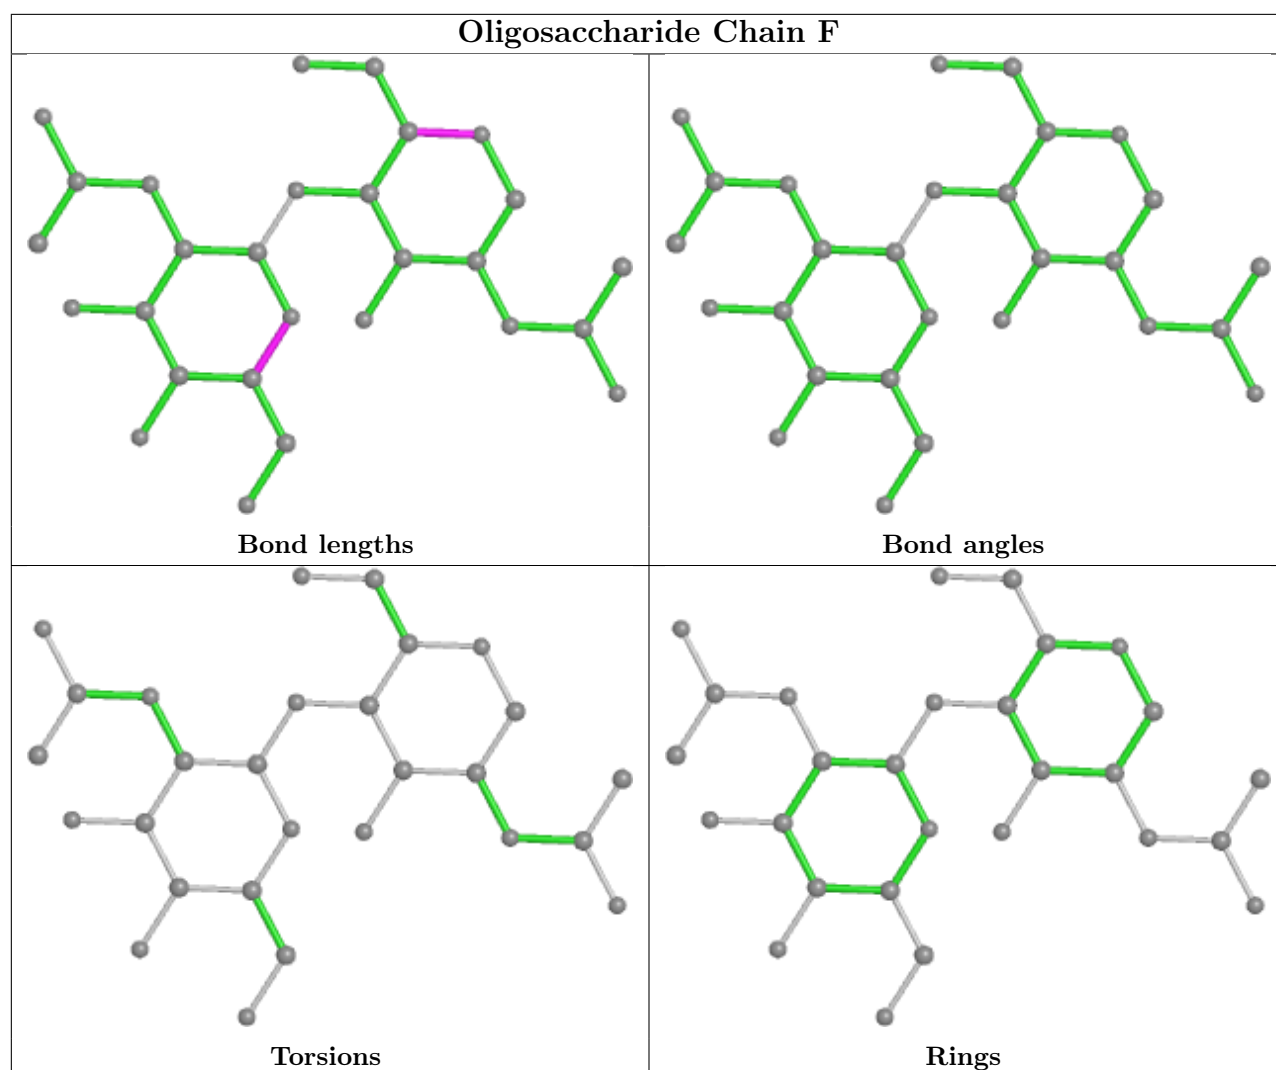 Oligosaccharide Chain F
Bond lengths
Bond angles
Torsions
Rings